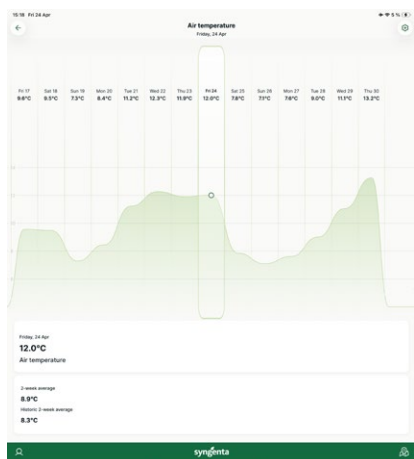 15:18 Fri 24 Apr
5 %
Air temperature
Friday, 24 Apr
Fri 17 Sat 18 Sun 19 Mon 20 Tue 21 Wed 22 Thu 23 Fri 24 Sat 25 Sun 26 Mon 27 Tue 28 Wed 29 Thu 30
9.6°C 9.5°C 7.3°C 8.4°C 11.2°C 12.3°C 11.9°C 12.0°C 7.8°C 7.1°C 7.6°C 9.0°C 11.1°C 13.2°C
Friday, 24 Apr
12.0°C
Air temperature
2-week average
8.9°C
Historic 2-week average
8.3°C
syngenta